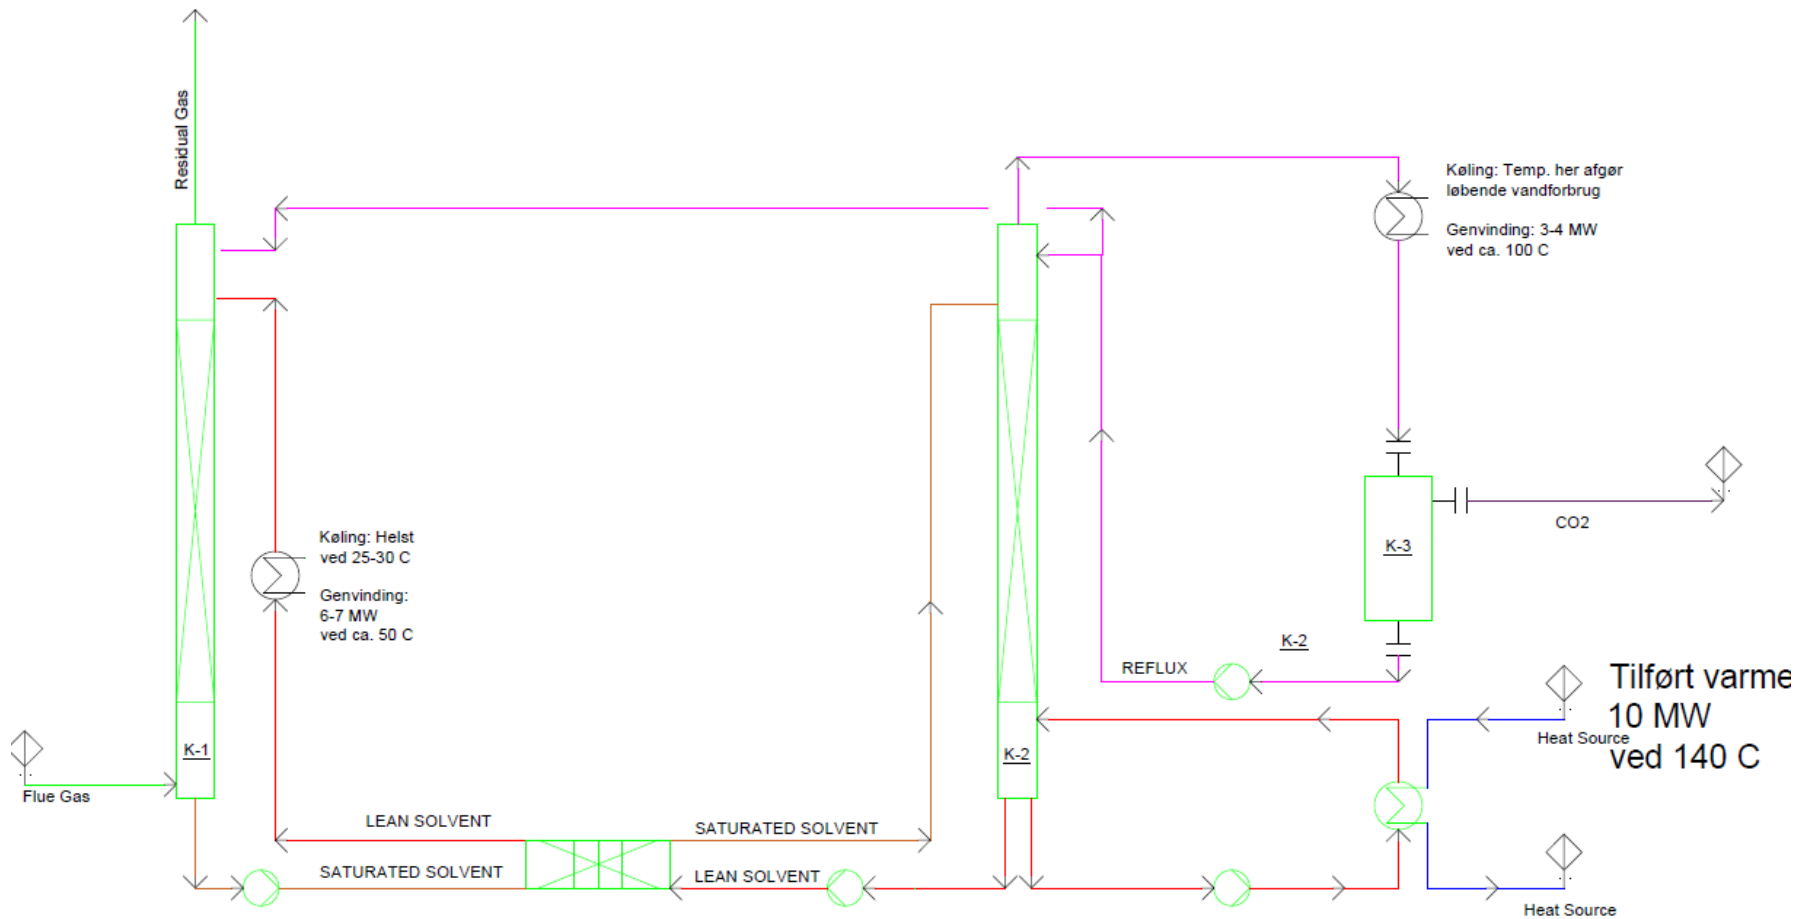 Residual Gas
Køling: Temp. her afgør
løbende vandforbrug
Genvinding: 3-4 MW
ved ca. 100 C
Køling: Helst
ved 25-30 C
Genvinding:
6-7 MW
ved ca. 50 C
CO2
K-3
K-2
REFLUX
Tilført varme
10 MW
ved 140 C
Heat Source
K-1
K-2
Flue Gas
LEAN SOLVENT
SATURATED SOLVENT
SATURATED SOLVENT
LEAN SOLVENT
Heat Source